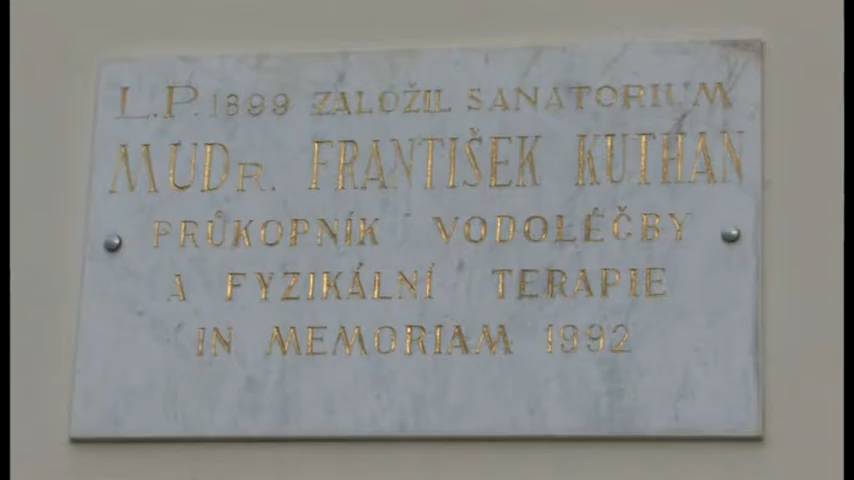 L.P. 1899 ZALOŽIL SANATORIUM
MUDR. FRANTIŠEK KUTHAN
PRŮKOPNÍK VODOLÉČBY
A FYZIKÁLNÍ TERAPIE
IN MEMORIAM 1992